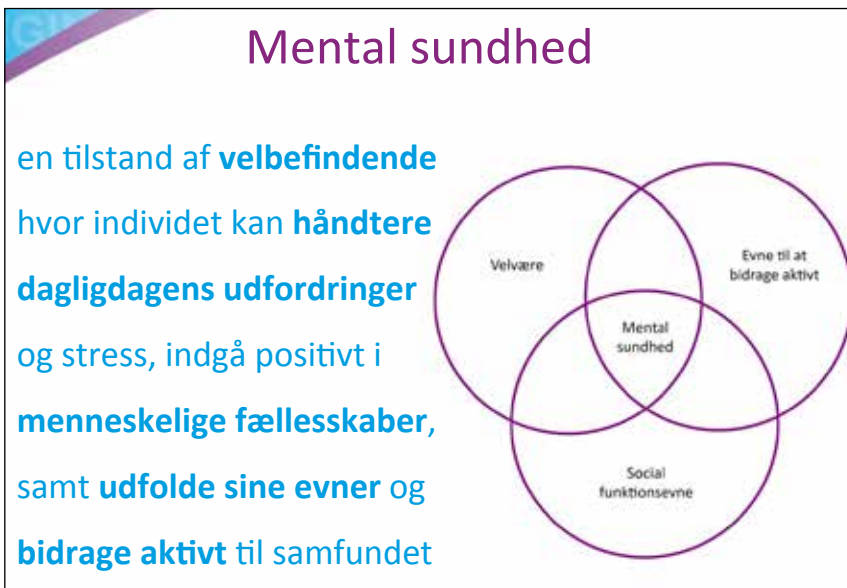 Mental sundhed
en tilstand af velbefindende
hvor individet kan håndtere
dagligdagens udfordringer
og stress, indgå positivt i
menneskelige fællesskaber,
samt udfolde sine evner og
bidrage aktivt til samfundet
Velvære
Evne til at
bidrage aktivt
Mental
sundhed
Social
funktionsevne